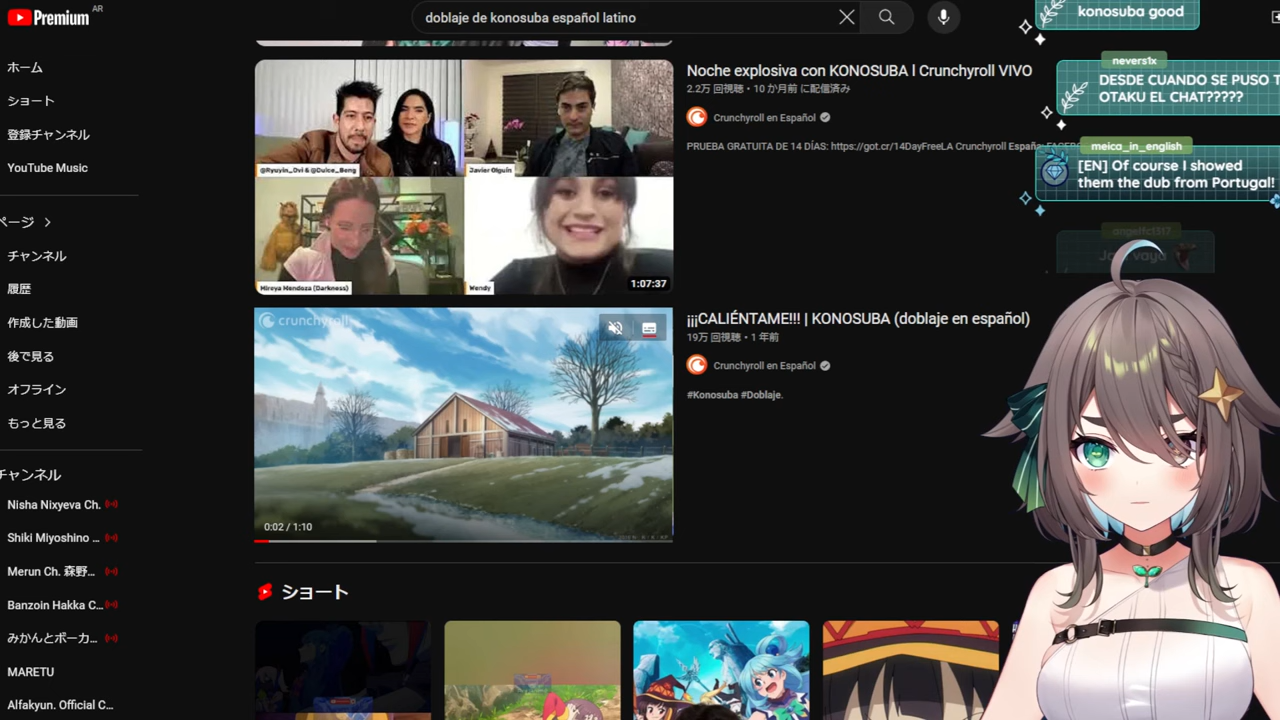 Premium
AR
doblaje de konosuba español latino
ホーム
ショート
登録チャンネル
YouTube Music
ページ
チャンネル
履歴
作成した動画
後で見る
オフライン
もっと見る
チャンネル
Nisha Nixyeva Ch.
Shiki Miyoshino ...
Merun Ch. 森野...
Banzoin Hakka C...
みかんとポーカ...
MARETU
Alfakyun. Official C...
@Ryuyin_Dvl & @Dulce_Beng
Javier Olguín
Mireya Mendoza (Darkness)
Wendy
1:07:37
Noche explosiva con KONOSUBA l Crunchyroll VIVO
2.2万 回視聴・10 か月前 に配信済み
Crunchyroll en Español
PRUEBA GRATUITA DE 14 DÍAS: https://got.cr/14DayFreeLA Crunchyroll España:
crunchyroll
0:02 / 1:10
¡¡¡CALIÉNTAME!!! | KONOSUBA (doblaje en español)
19万 回視聴・1 年前
Crunchyroll en Español
#Konosuba #Doblaje.
ショート
konosuba good
nevers1x
DESDE CUANDO SE PUSO T
OTAKU EL CHAT?????
meica_in_english
[EN] Of course I showed
them the dub from Portugal!
angelfc1317
vaya